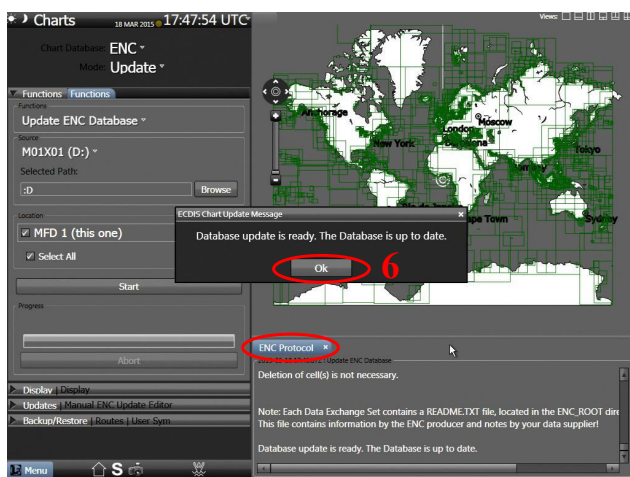 Charts 18 MAR 2015 17:47:54 UTC
Views:
Chart Database: ENC
Mode: Update
Functions Functions
Functions
Update ENC Database
Source
M01X01 (D:)
Selected Path:
:D Browse
Location
MFD 1 (this one)
Select All
Start
Progress
Abort
Display | Display
Updates | Manual ENC Update Editor
Backup/Restore | Routes | User Sym
Menu S
Anchorage
New York
London
Moscow
Tokyo
Cape Town
Sydney
ECDIS Chart Update
Message
Database update is ready. The Database is up to date.
Ok 6
ENC Protocol
Update ENC Database
Deletion of cell(s) is not necessary.
Note: Each Data Exchange Set contains a README.TXT file, located in the ENC_ROOT dire
This file contains information by the ENC producer and notes by your data supplier!
Database update is ready. The Database is up to date.